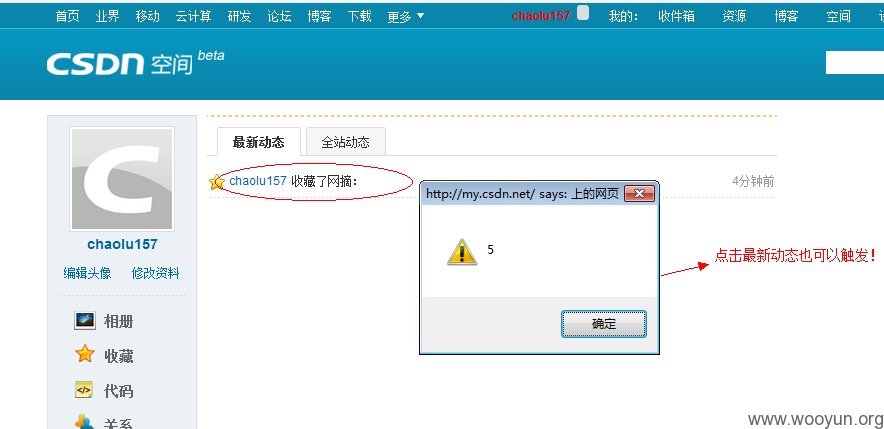 首页 业界 移动 云计算 研发 论坛 博客 下载 更多 chaolu157 我的： 收件箱 资源 博客 空间
CSDN 空间 beta
最新动态 全站动态
chaolu157 收藏了网摘： 4分钟前
http://my.csdn.net/ says: 上的网页
5
确定
点击最新动态也可以触发！
chaolu157
编辑头像 修改资料
相册
收藏
代码
关系
www.wooyun.org